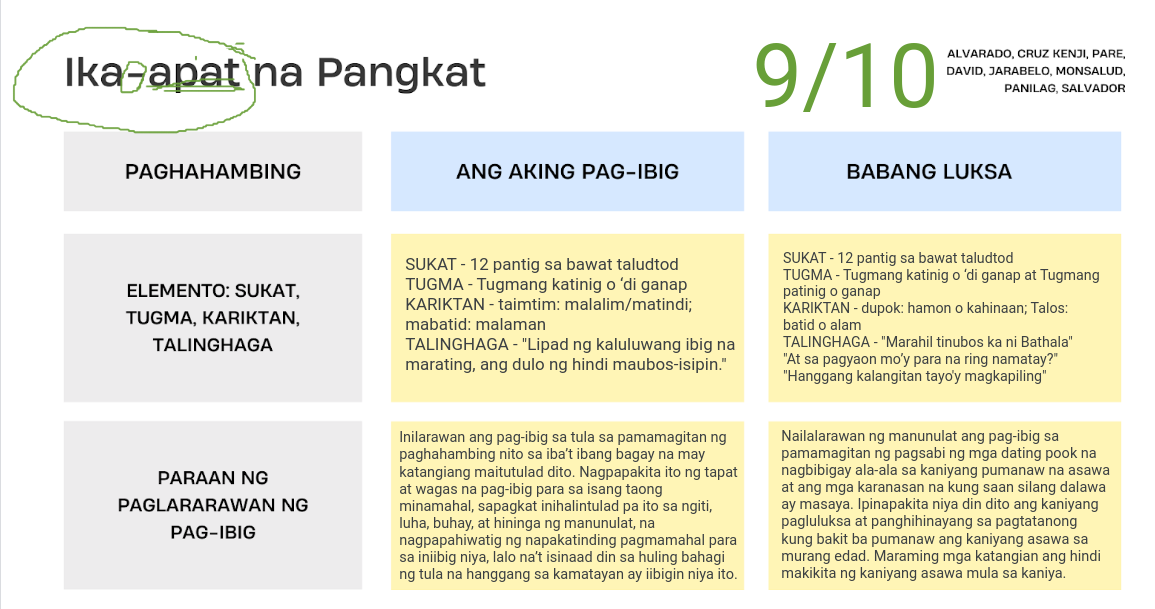 Ika-apat na Pangkat
9/10
ALVARADO, CRUZ KENJI, PARE,
DAVID, JARABELO, MONSALUD,
PANILAG, SALVADOR
PAGHAHAMBING
ANG AKING PAG-IBIG
BABANG LUKSA
ELEMENTO: SUKAT,
TUGMA, KARIKTAN,
TALINGHAGA
SUKAT - 12 pantig sa bawat taludtod
TUGMA - Tugmang katinig o ‘di ganap
KARIKTAN - taimtim: malalim/matindi;
mabatid: malaman
TALINGHAGA - "Lipad ng kaluluwang ibig na
marating, ang dulo ng hindi maubos-isipin."
SUKAT - 12 pantig sa bawat taludtod
TUGMA - Tugmang katinig o ‘di ganap at Tugmang
patinig o ganap
KARIKTAN - dupok: hamon o kahinaan; Talos:
batid o alam
TALINGHAGA - "Marahil tinubos ka ni Bathala"
"At sa pagyaon mo’y para na ring namatay?"
"Hanggang kalangitan tayo'y magkapiling"
PARAAN NG
PAGLARARAWAN NG
PAG-IBIG
Inilarawan ang pag-ibig sa tula sa pamamagitan ng
paghahambing nito sa iba’t ibang bagay na may
katangiang maitutulad dito. Nagpapakita ito ng tapat
at wagas na pag-ibig para sa isang taong
minamahal, sapagkat inihalintulad pa ito sa ngiti,
luha, buhay, at hininga ng manunulat, na
nagpapahiwatig ng napakatinding pagmamahal para
sa iniibig niya, lalo na’t isinaad din sa huling bahagi
ng tula na hanggang sa kamatayan ay iibigin niya ito.
Nailalarawan ng manunulat ang pag-ibig sa
pamamagitan ng pagsabi ng mga dating pook na
nagbibigay ala-ala sa kaniyang pumanaw na asawa
at ang mga karanasan na kung saan silang dalawa
ay masaya. Ipinapakita niya din dito ang kaniyang
pagluluksa at panghihinayang sa pagtatanong
kung bakit ba pumanaw ang kaniyang asawa sa
murang edad. Maraming mga katangian ang hindi
makikita ng kaniyang asawa mula sa kaniya.